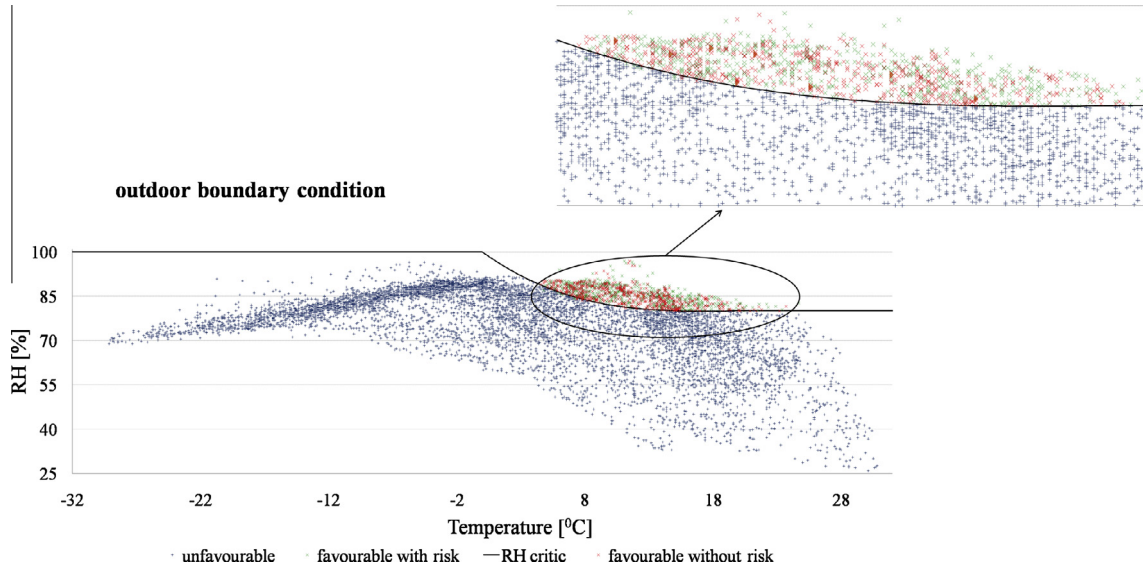 outdoor boundary condition
RH [%]
100
85
70
55
40
25
-32 -22 -12 -2 8 18 28
Temperature [⁰C]
unfavourable favourable with risk RH critic favourable without risk